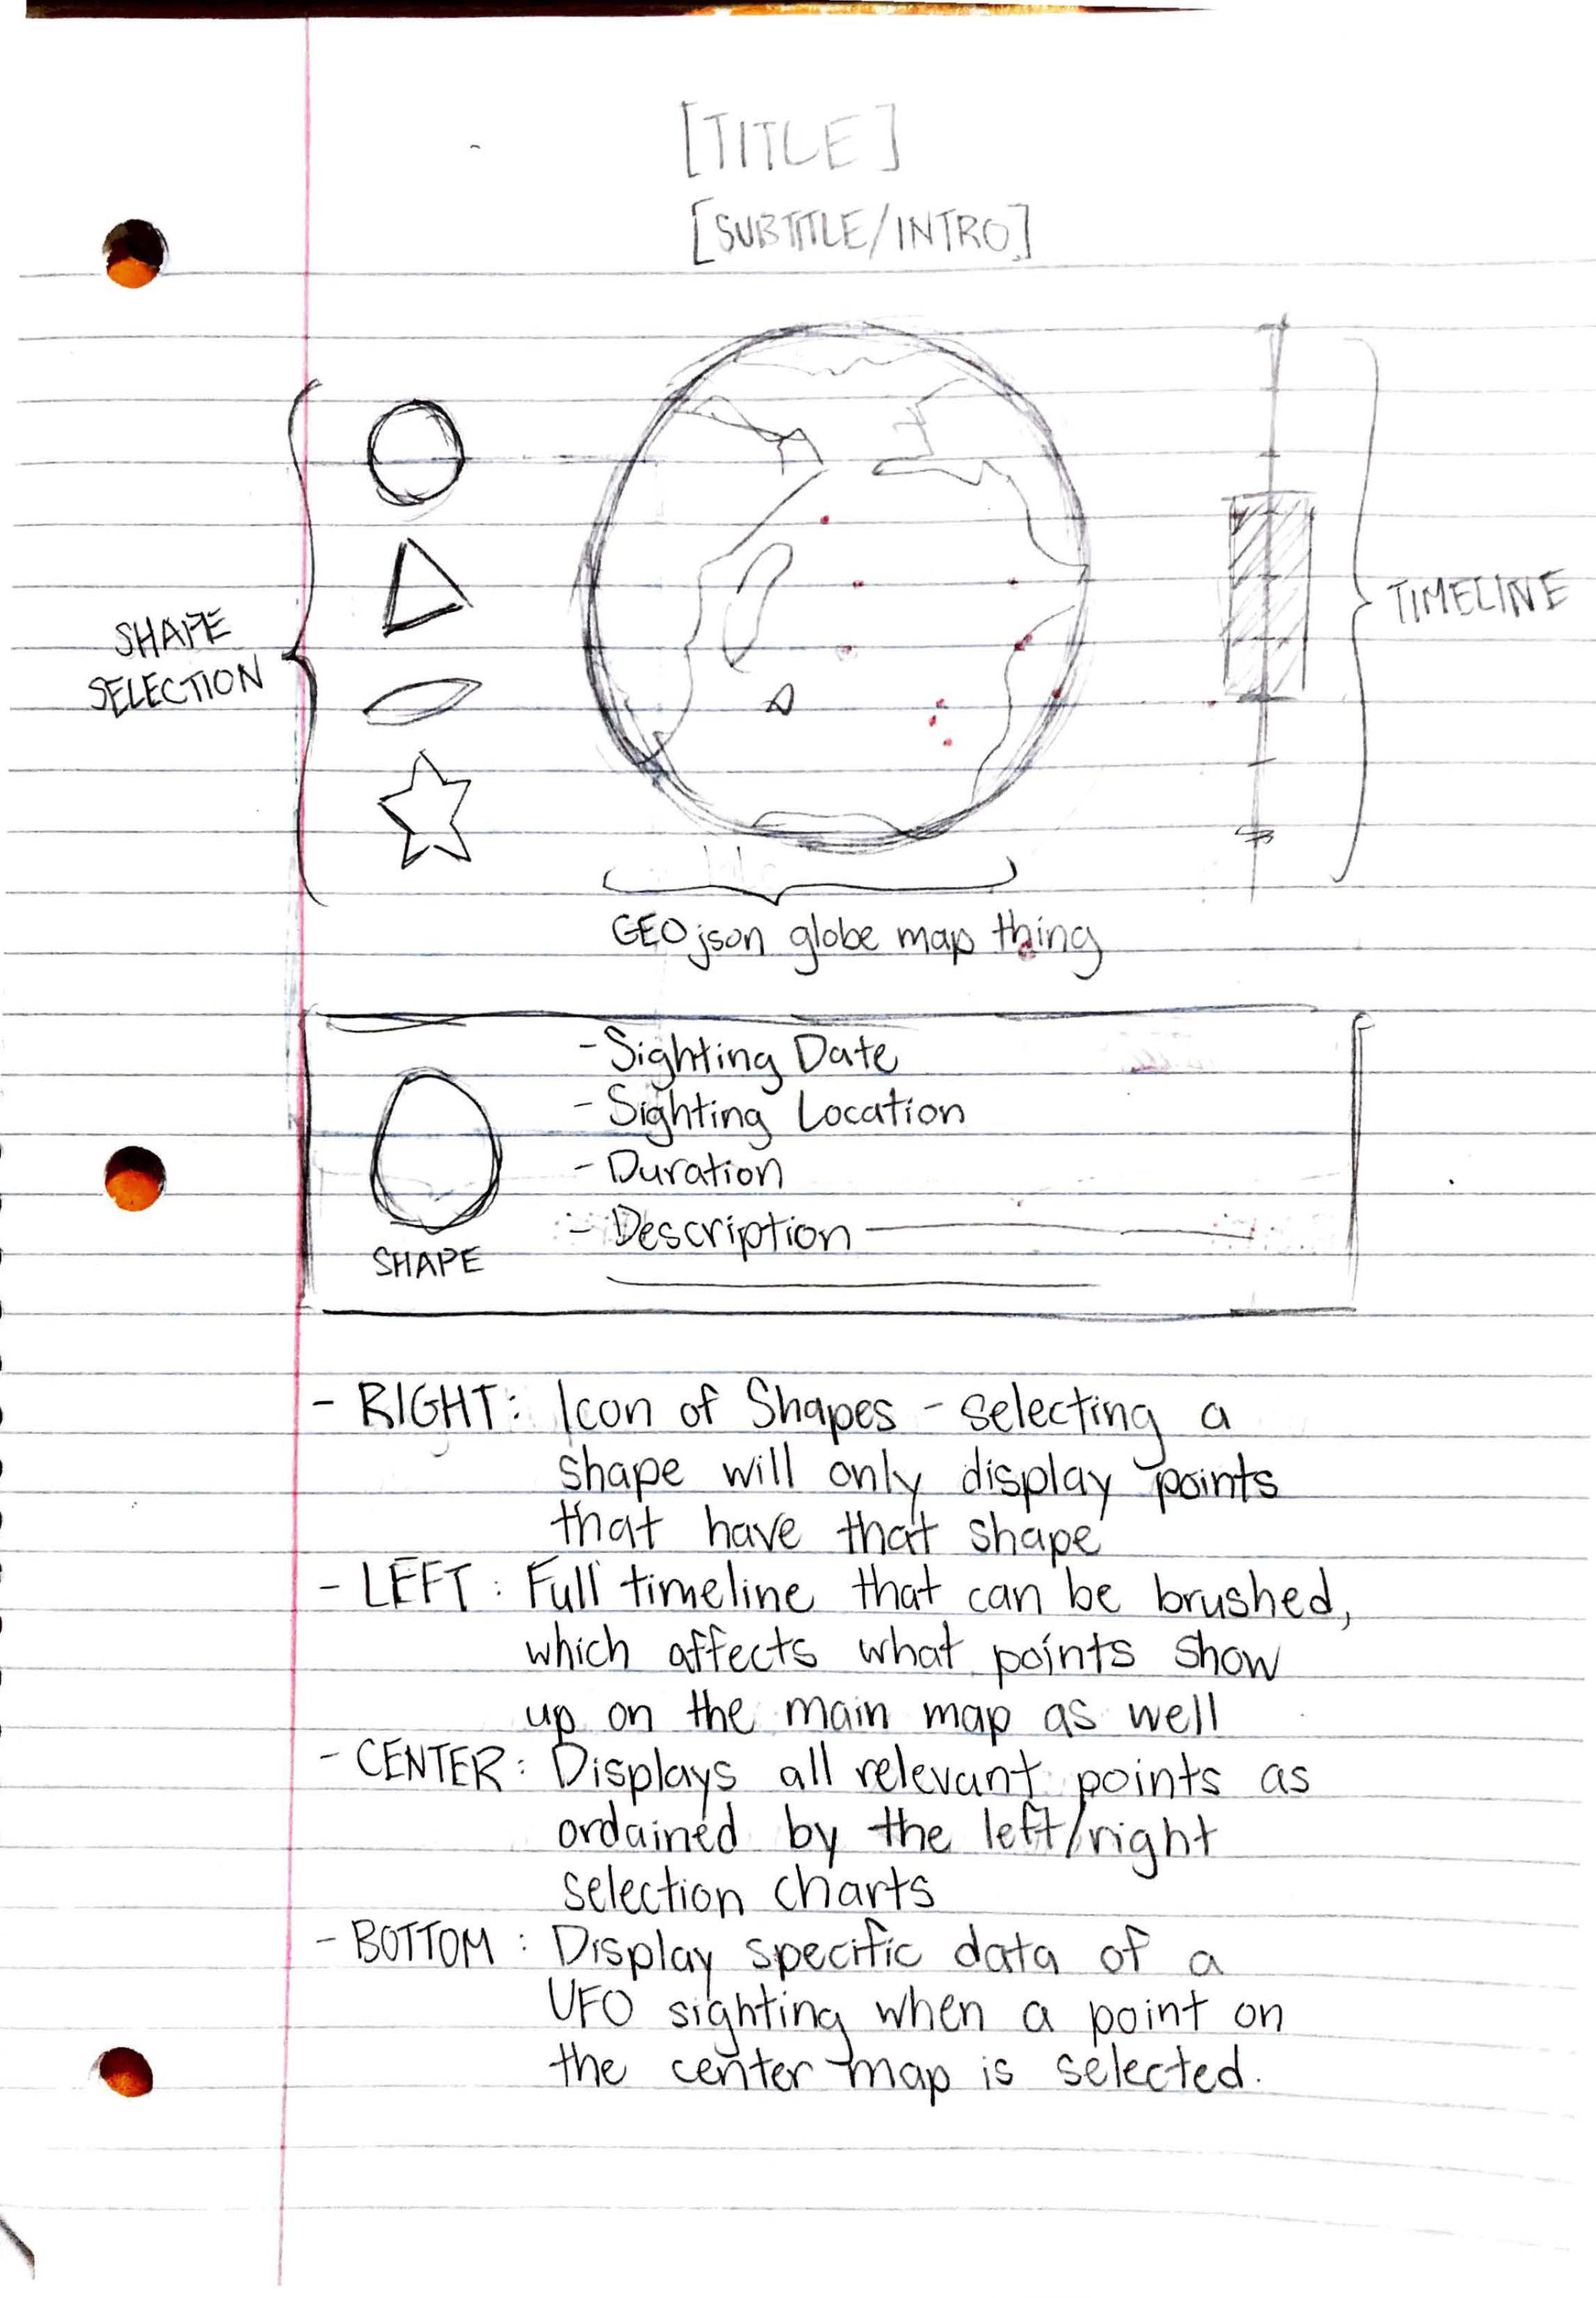 [TITLE]
[SUBTITLE/INTRO]
SHAPE
SELECTION
TIMELINE
GEOjson globe map thing
- Sighting Date
- Sighting Location
- Duration
- Description
SHAPE
- RIGHT: Icon of Shapes - selecting a
shape will only display points
that have that shape
- LEFT: Full timeline that can be brushed,
which affects what points show
up on the main map as well
- CENTER: Displays all relevant points as
ordained by the left/right
selection charts
- BOTTOM: Display specific data of a
UFO sighting when a point on
the center map is selected.